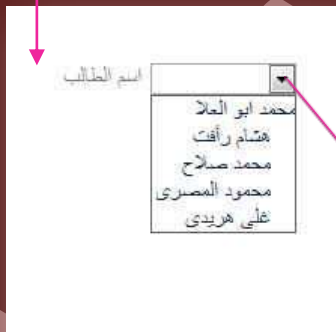 اسم الطالب
محمد ابو العلا
هشام رأفت
محمد صلاح
محمود المصرى
على هريدى